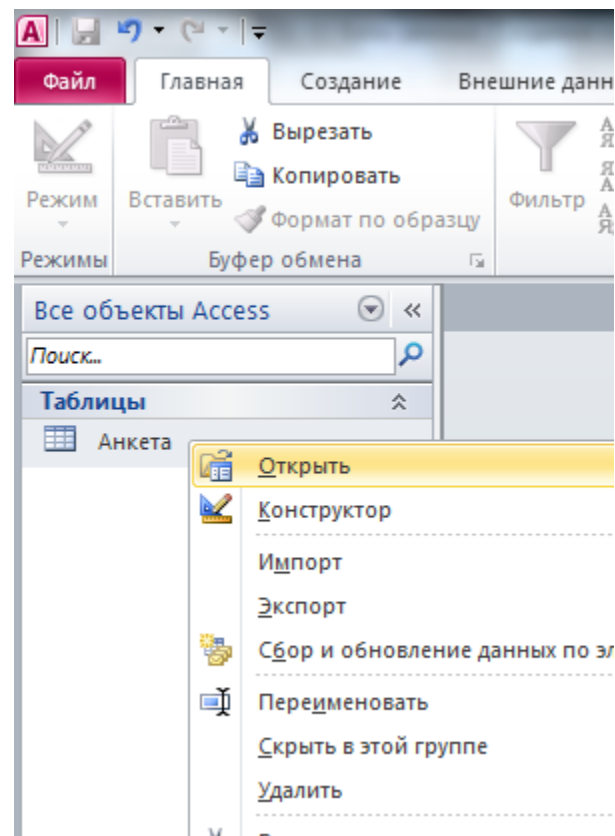 A
Файл Главная Создание Внешние данн
Вырезать
Копировать
Формат по образцу
Режим Вставить Фильтр
Режимы Буфер обмена
Все объекты Access
Поиск...
Таблицы
Анкета
Открыть
Конструктор
Импорт
Экспорт
Сбор и обновление данных по эл
Переименовать
Скрыть в этой группе
Удалить